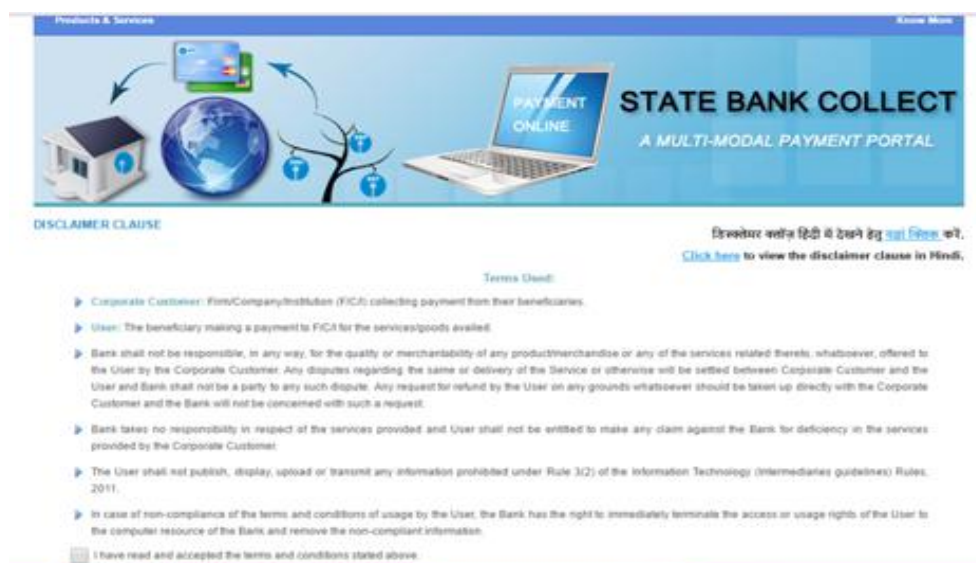 Products & Services
Know More
PAYMENT
ONLINE
STATE BANK COLLECT
A MULTI-MODAL PAYMENT PORTAL
DISCLAIMER CLAUSE
डिस्क्लेमर क्लॉज़ हिंदी में देखने हेतु यहां क्लिक करें.
Click here to view the disclaimer clause in Hindi.
Terms Used:
Corporate Customer: Firm/Company/Institution (F/C/I) collecting payment from their beneficiaries.
User: The beneficiary making a payment to F/C/I for the services/goods availed.
Bank shall not be responsible, in any way, for the quality or merchantability of any product/merchandise or any of the services related thereto, whatsoever, offered to
the User by the Corporate Customer. Any disputes regarding the same or delivery of the Service or otherwise will be settled between Corporate Customer and the
User and Bank shall not be a party to any such dispute. Any request for refund by the User on any grounds whatsoever should be taken up directly with the Corporate
Customer and the Bank will not be concerned with such a request.
Bank takes no responsibility in respect of the services provided and User shall not be entitled to make any claim against the Bank for deficiency in the services
provided by the Corporate Customer.
The User shall not publish, display, upload or transmit any information prohibited under Rule 3(2) of the Information Technology (Intermediaries guidelines) Rules,
2011.
In case of non-compliance of the terms and conditions of usage by the User, the Bank has the right to immediately terminate the access or usage rights of the User to
the computer resource of the Bank and remove the non-compliant information.
I have read and accepted the terms and conditions stated above.